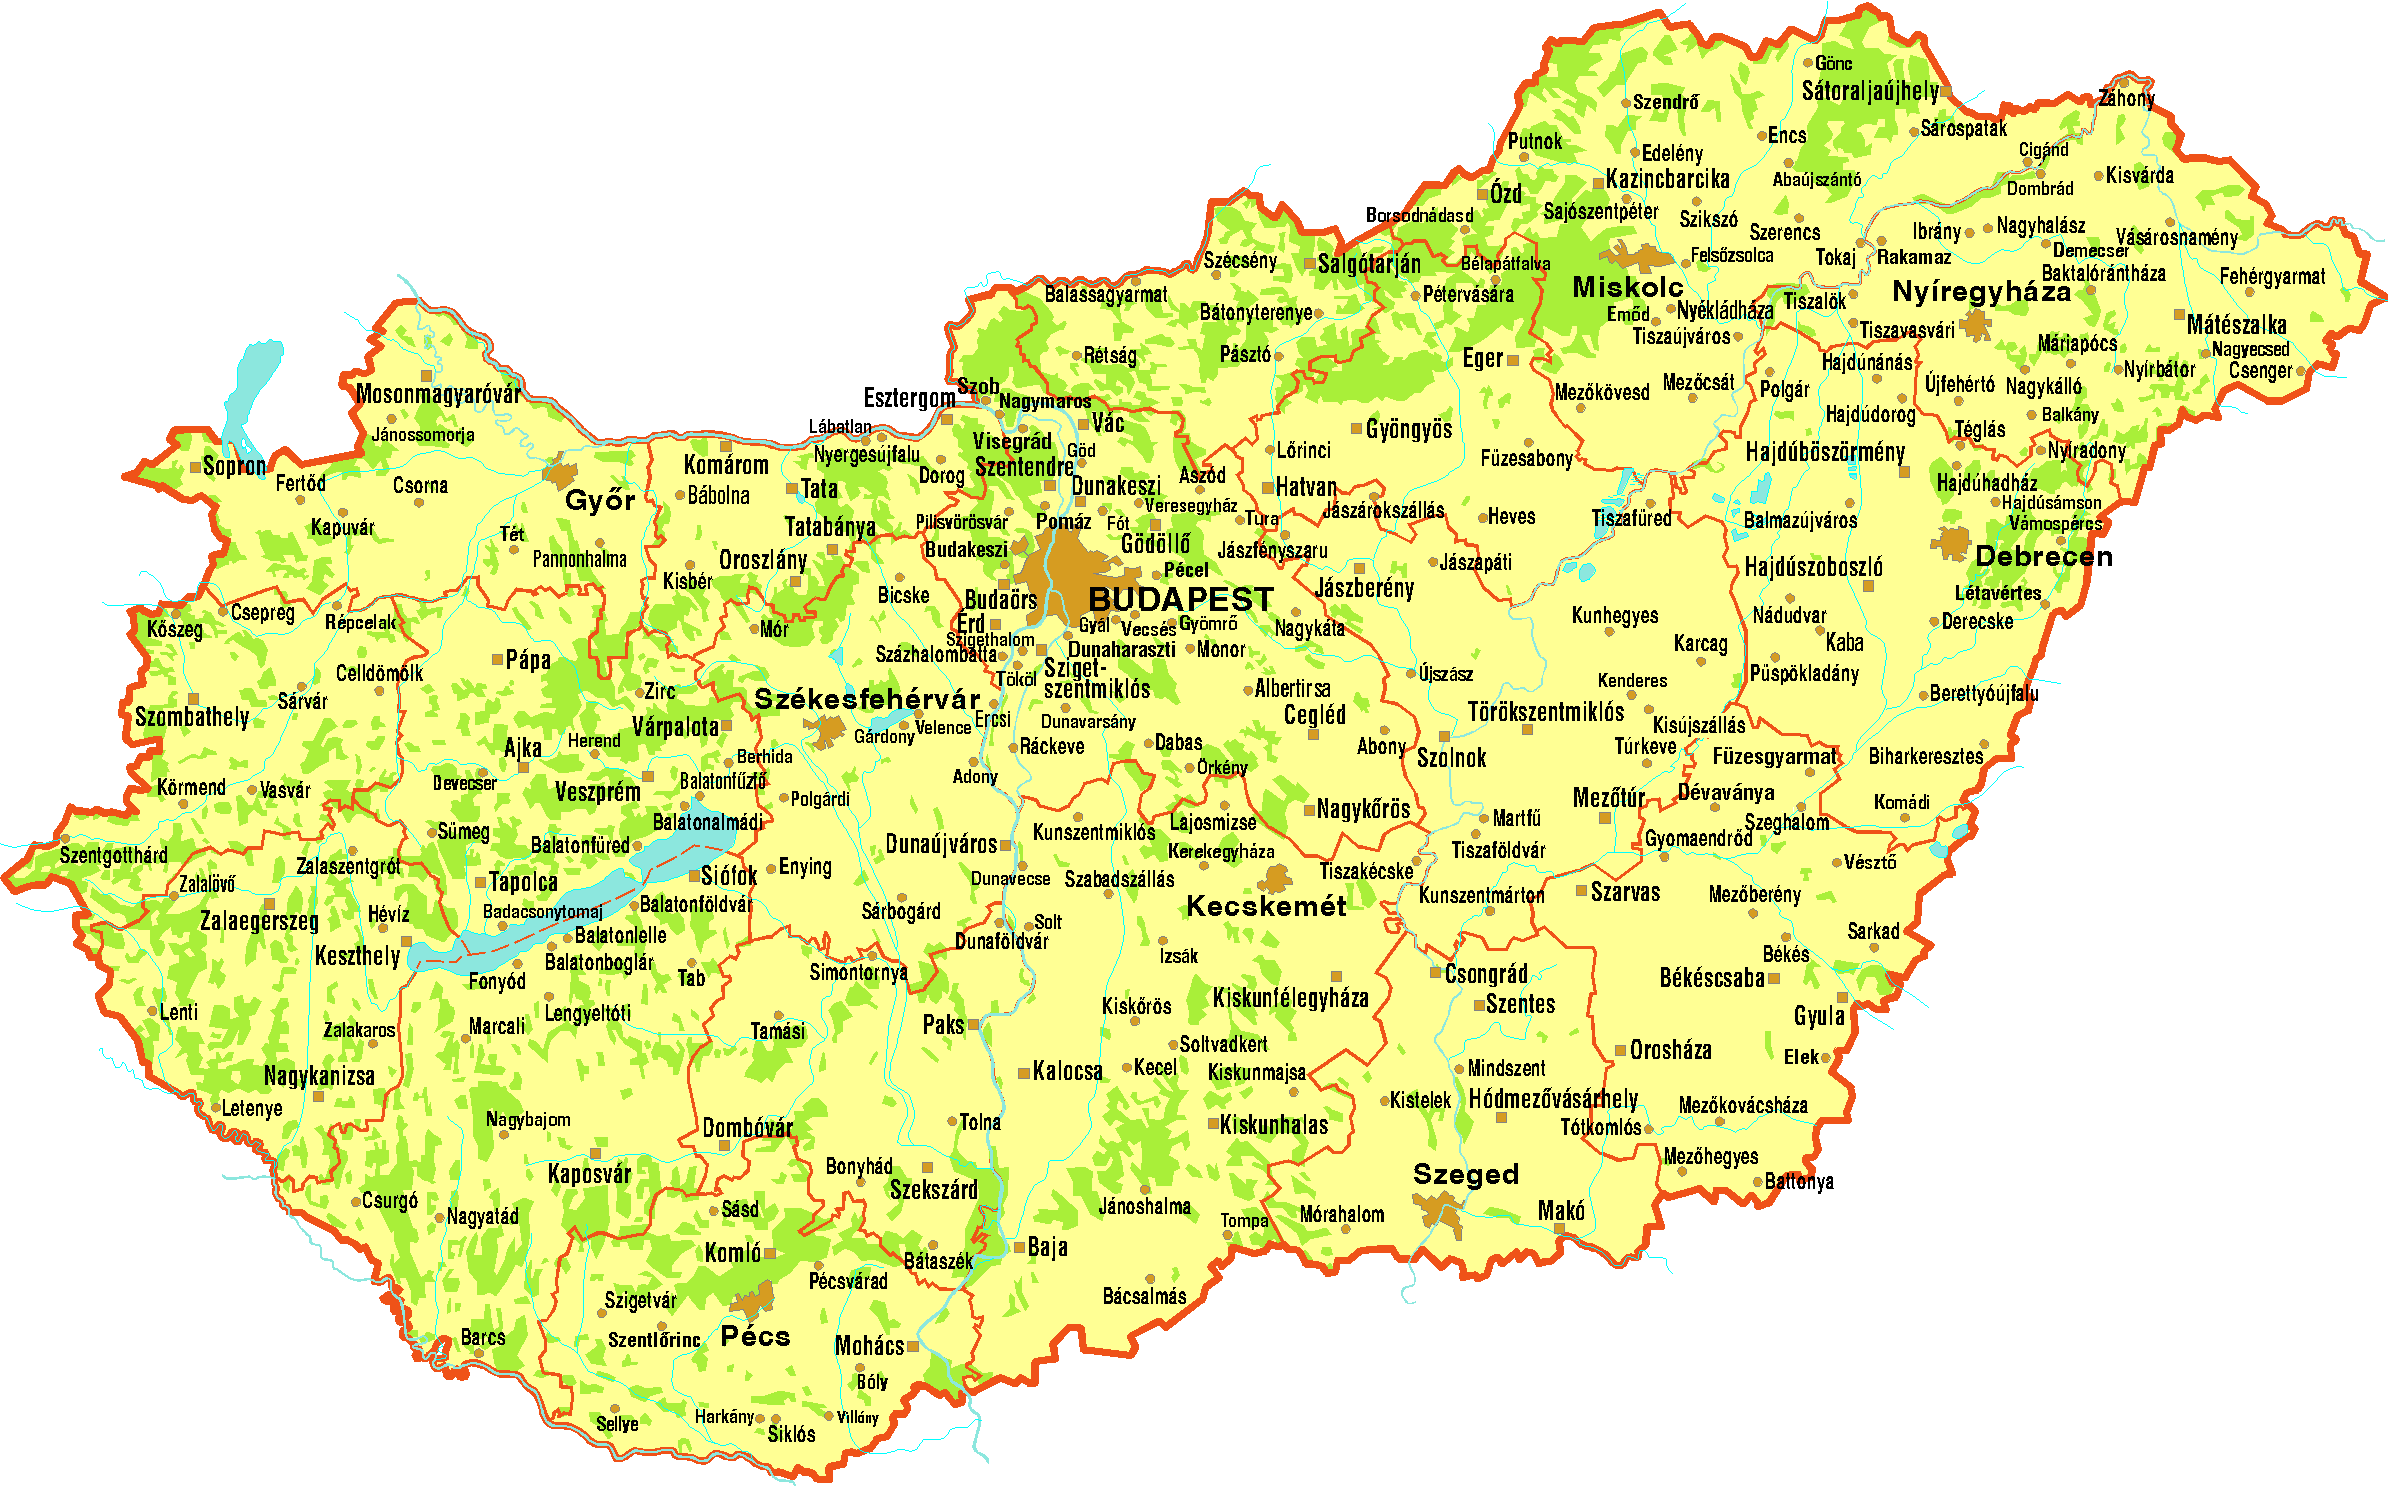 Gönc
Sátoraljaújhely
Záhony
Szendrő
Encs
Sárospatak
Putnok
Edelény
Cigánd
Kazincbarcika
Abaújszántó
Dombrád
Kisvárda
Ózd
Borsodnádasd
Sajószentpéter
Szikszó
Szerencs
Ibrány
Nagyhalász
Vásárosnamény
Demecser
Szécsény
Salgótarján
Bélapátfalva
Felsőzsolca
Tokaj
Rakamaz
Baktalórántháza
Fehérgyarmat
Balassagyarmat
Pétervására
Miskolc
Nyíregyháza
Bátonyterenye
Emőd
Nyékládháza
Tiszalök
Tiszavasvári
Mátészalka
Rétság
Pásztó
Eger
Tiszaújváros
Máriapócs
Nagyecsed
Hajdúnánás
Nyírbátor
Csenger
Mosonmagyaróvár
Esztergom
Szob
Nagymaros
Mezőkövesd
Mezőcsát
Polgár
Újfehértó
Nagykálló
Jánossomorja
Lábatlan
Vác
Hajdúdorog
Balkány
Téglás
Nyergesújfalu
Visegrád
Göd
Gyöngyös
Lőrinci
Füzesabony
Hajdúböszörmény
Nyíradony
Sopron
Komárom
Dorog
Szentendre
Aszód
Fertőd
Csorna
Győr
Bábolna
Tata
Dunakeszi
Hatvan
Hajdúhadház
Hajdúsámson
Kapuvár
Tatabánya
Pilisvörösvár
Pomáz
Fót
Veresegyház
Tura
Jászárokszállás
Heves
Tiszafüred
Balmazújváros
Vámospércs
Tét
Pannonhalma
Oroszlány
Budakeszi
Gödöllő
Jászfényszaru
Debrecen
Kisbér
Bicske
Pécel
Jászberény
Jászapáti
Hajdúszoboszló
Létavértes
Kőszeg
Csepreg
Répcelak
Mór
Budaörs
BUDAPEST
Érd
Gyál
Vecsés
Gyömrő
Nagykáta
Kunhegyes
Nádudvar
Derecske
Pápa
Szigethalom
Százhalombatta
Dunaharaszti
Monor
Karcag
Kaba
Celldömölk
Sárvár
Zirc
Tököl
Sziget-
szentmiklós
Albertirsa
Újszász
Kenderes
Püspökladány
Berettyóújfalu
Szombathely
Székesfehérvár
Várpalota
Gárdony
Velence
Ercsi
Dunavarsány
Cegléd
Törökszentmiklós
Kisújszállás
Ajka
Herend
Berhida
Ráckeve
Dabas
Abony
Szolnok
Túrkeve
Füzesgyarmat
Biharkeresztes
Körmend
Vasvár
Devecser
Veszprém
Balatonfűzfő
Polgárdi
Adony
Örkény
Nagykőrös
Mezőtúr
Dévaványa
Komádi
Sümeg
Balatonalmádi
Kunszentmiklós
Lajosmizse
Martfű
Szeghalom
Szentgotthárd
Zalaszentgrót
Balatonfüred
Dunaújváros
Kerekegyháza
Tiszaföldvár
Gyomaendrőd
Vésztő
Zalalövő
Tapolca
Siófok
Enying
Dunavecse
Szabadszállás
Tiszakécske
Zalaegerszeg
Hévíz
Badacsonytomaj
Balatonföldvár
Sárbogárd
Solt
Kecskemét
Kunszentmárton
Szarvas
Mezőberény
Keszthely
Balatonlelle
Balatonboglár
Dunaföldvár
Izsák
Békés
Sarkad
Fonyód
Tab
Simontornya
Csongrád
Békéscsaba
Lenti
Lengyeltóti
Kiskőrös
Kiskunfélegyháza
Szentes
Gyula
Zalakaros
Marcali
Tamási
Paks
Soltvadkert
Orosháza
Elek
Nagykanizsa
Kalocsa
Kecel
Kiskunmajsa
Mindszent
Letenye
Kistelek
Hódmezővásárhely
Mezőkovácsháza
Nagybajom
Dombóvár
Tolna
Kiskunhalas
Tótkomlós
Kaposvár
Bonyhád
Szekszárd
Szeged
Mezőhegyes
Battonya
Csurgó
Nagyatád
Sásd
Jánoshalma
Tompa
Mórahalom
Makó
Komló
Bátaszék
Baja
Pécsvárad
Bácsalmás
Szigetvár
Barcs
Szentlőrinc
Pécs
Mohács
Bóly
Sellye
Harkány
Siklós
Villány